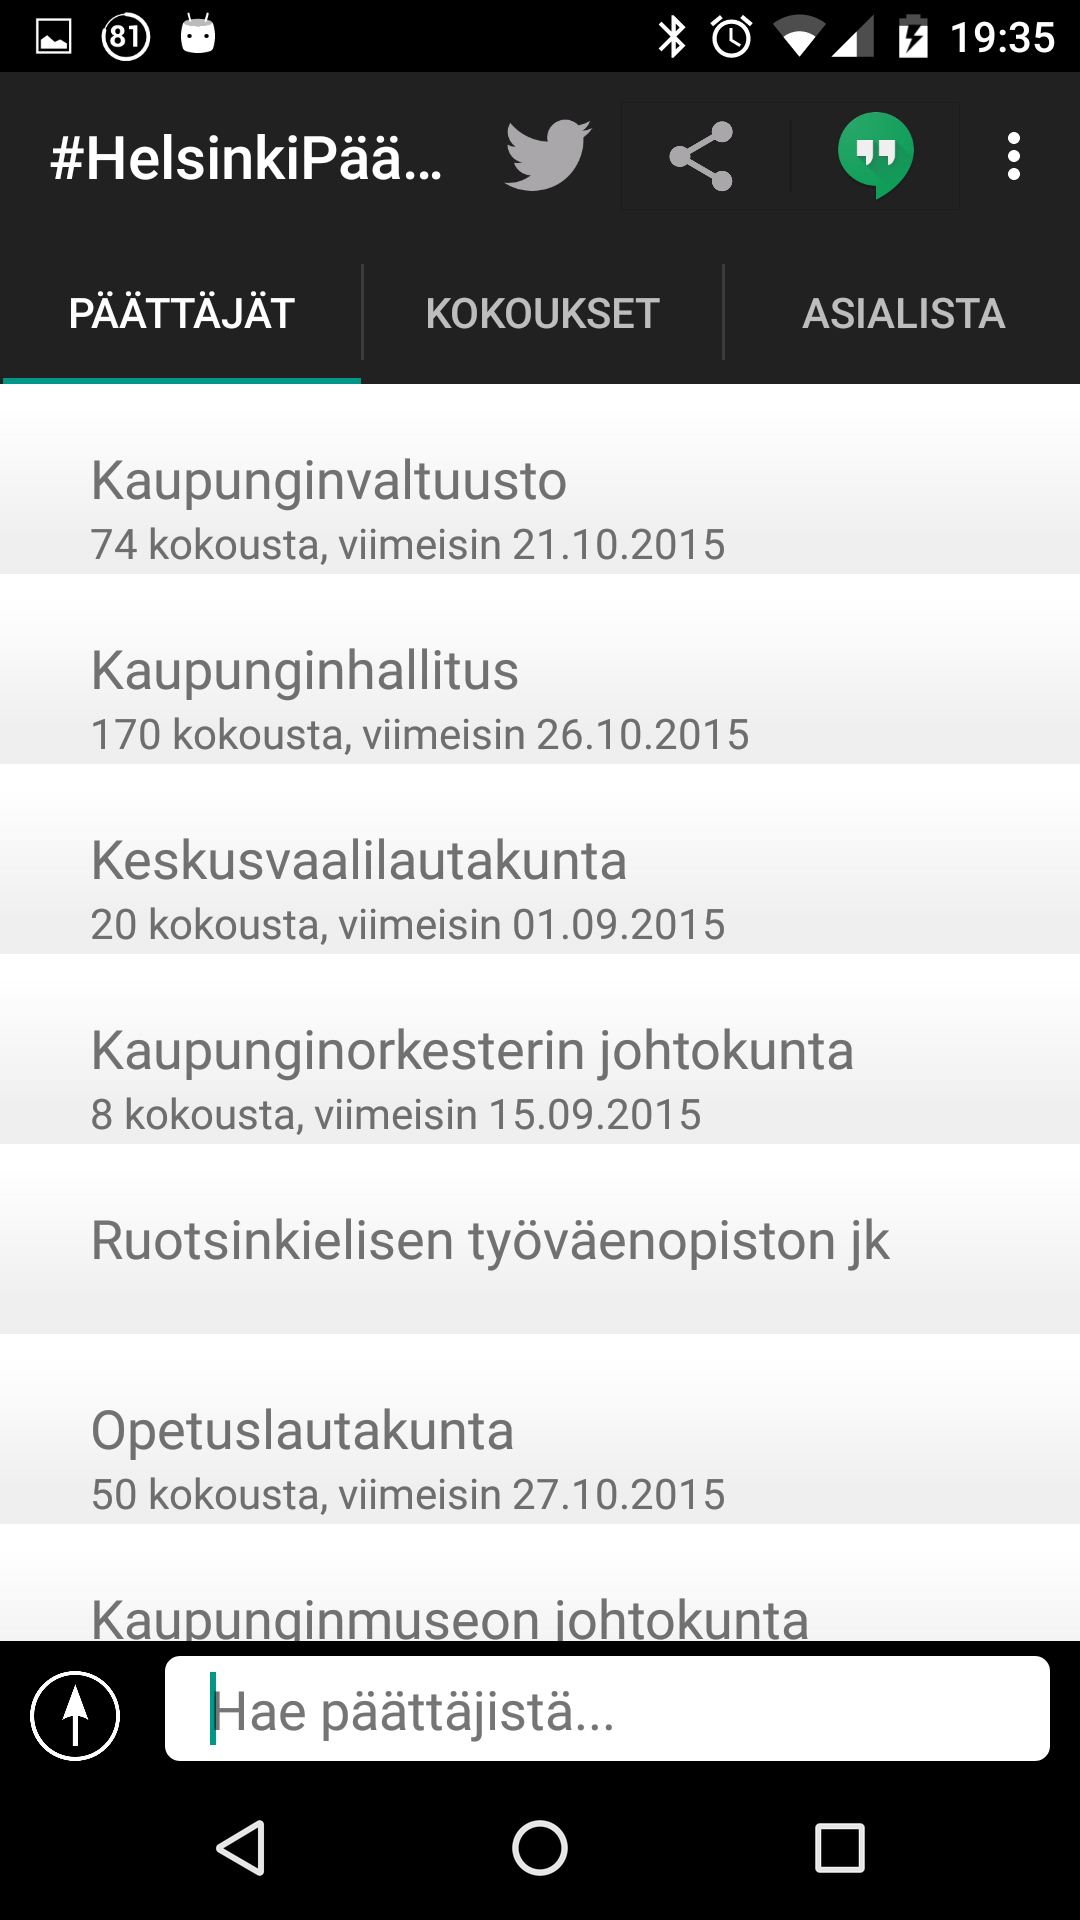 81
19:35
#HelsinkiPää...
PÄÄTTÄJÄT
KOKOUKSET
ASIALISTA
Kaupunginvaltuusto
74 kokousta, viimeisin 21.10.2015
Kaupunginhallitus
170 kokousta, viimeisin 26.10.2015
Keskusvaalilautakunta
20 kokousta, viimeisin 01.09.2015
Kaupunginorkesterin johtokunta
8 kokousta, viimeisin 15.09.2015
Ruotsinkielisen työväenopiston jk
Opetuslautakunta
50 kokousta, viimeisin 27.10.2015
Kaupunginmuseon johtokunta
Hae päättäjistä...